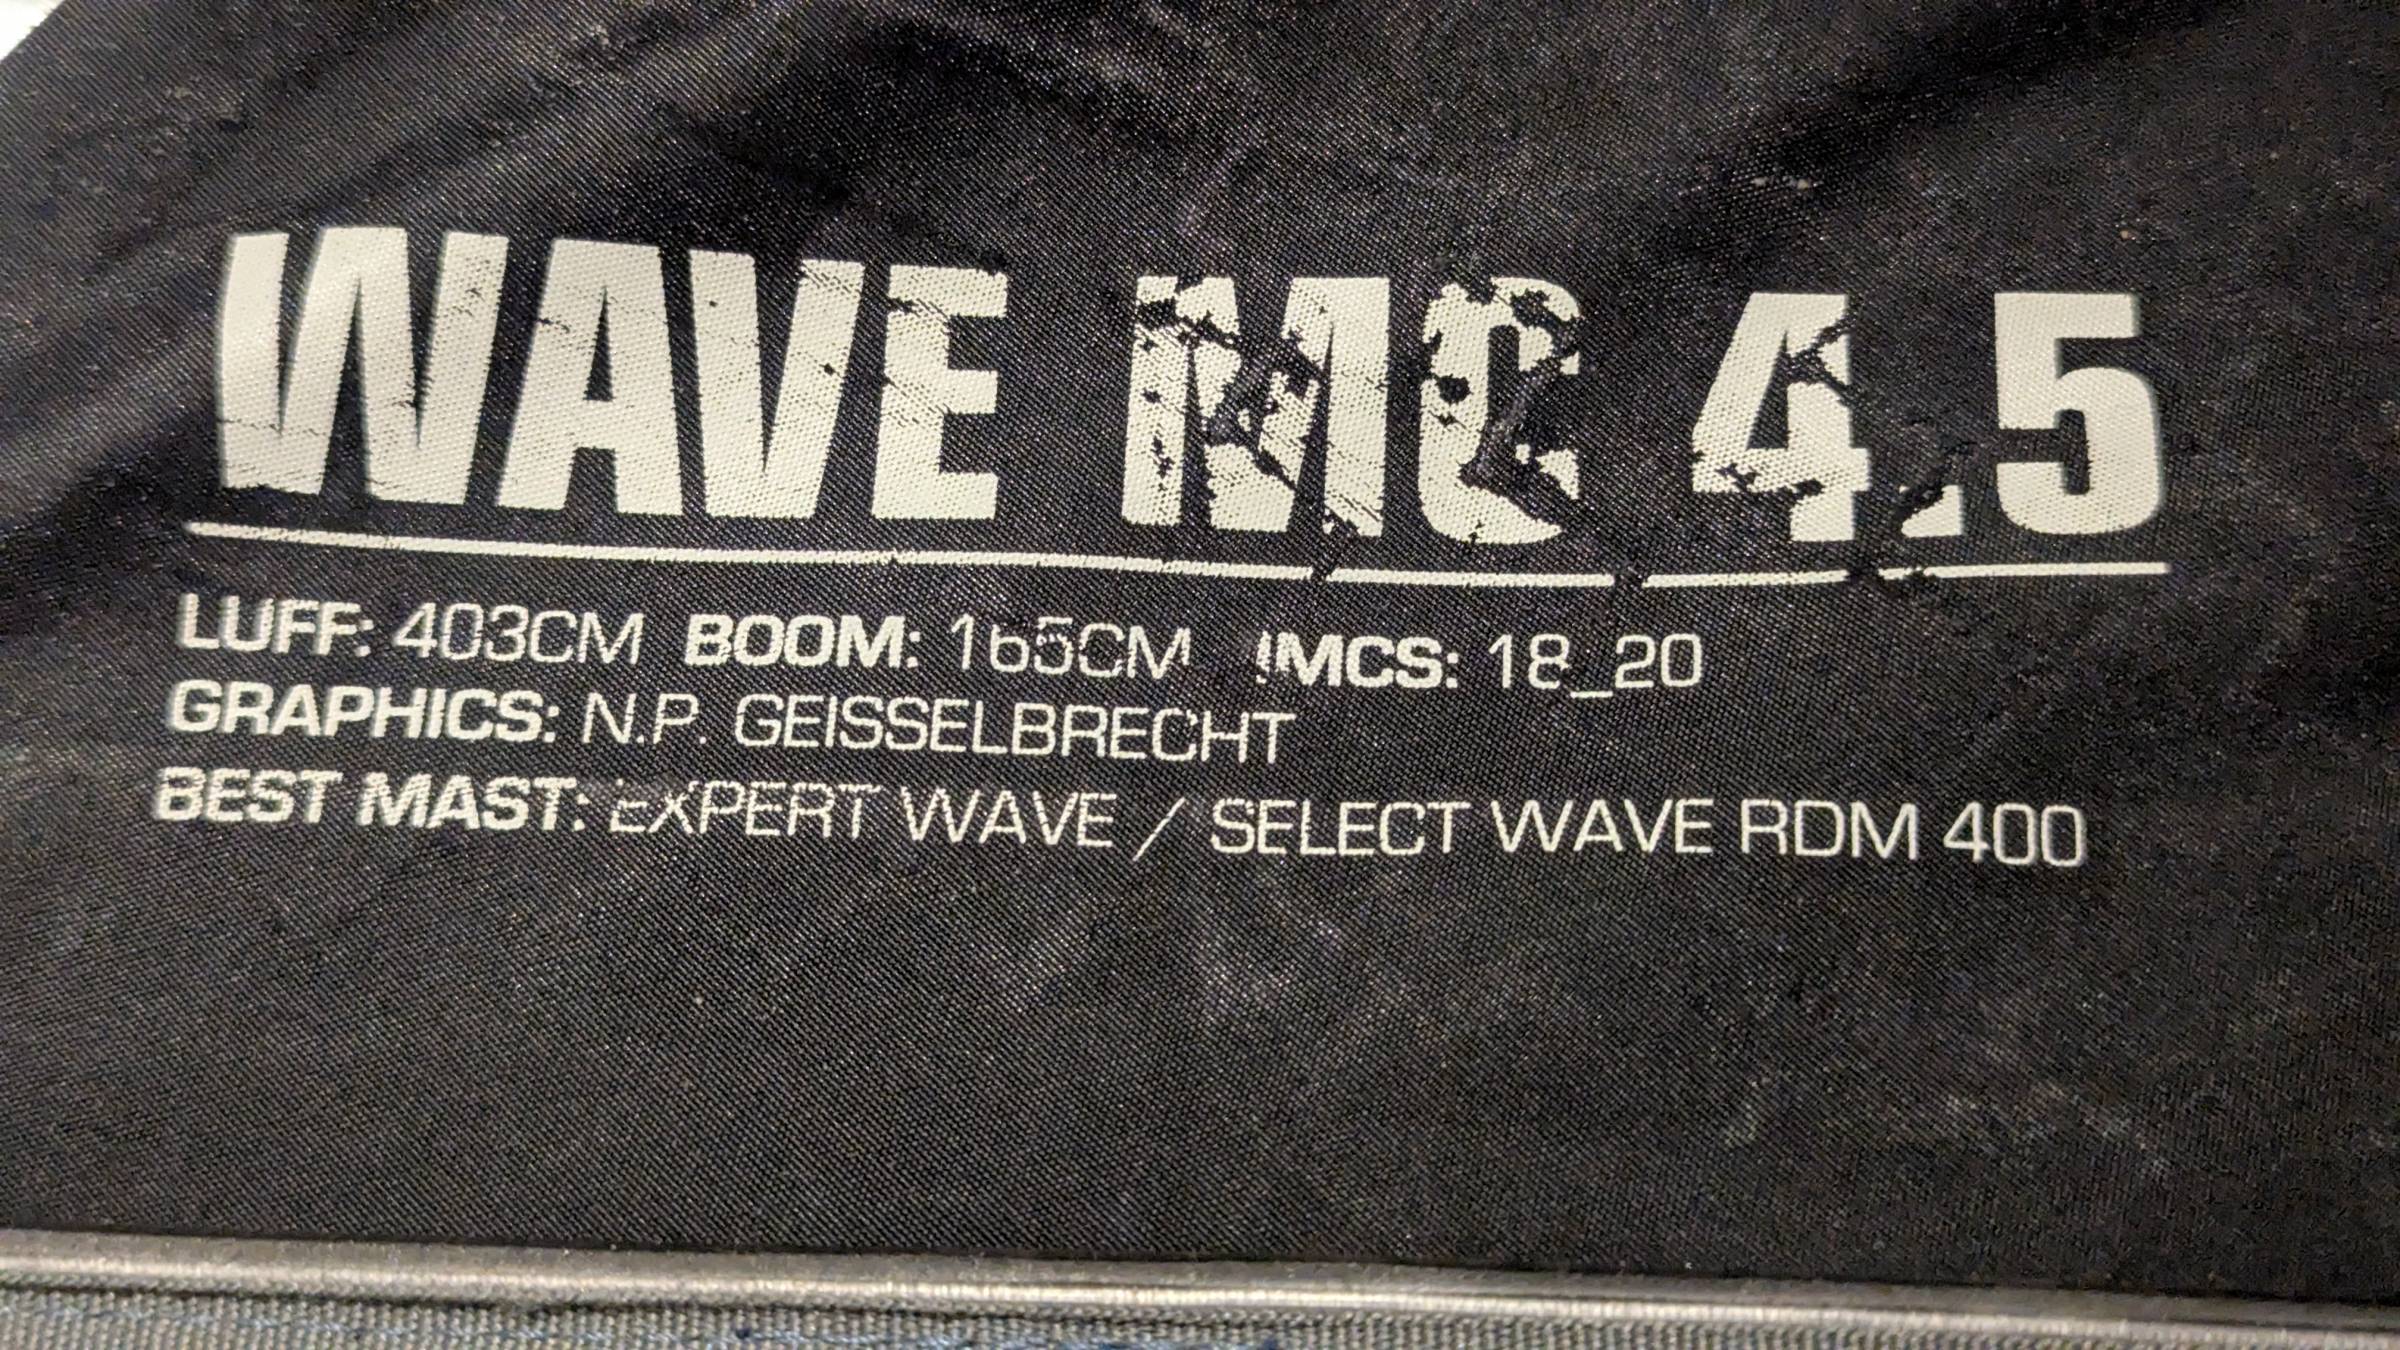 WAVE MC 4.5
LUFF: 403CM BOOM: 165CM IMCS: 18_20
GRAPHICS: N.P. GEISSELBRECHT
BEST MAST: EXPERT WAVE / SELECT WAVE RDM 400